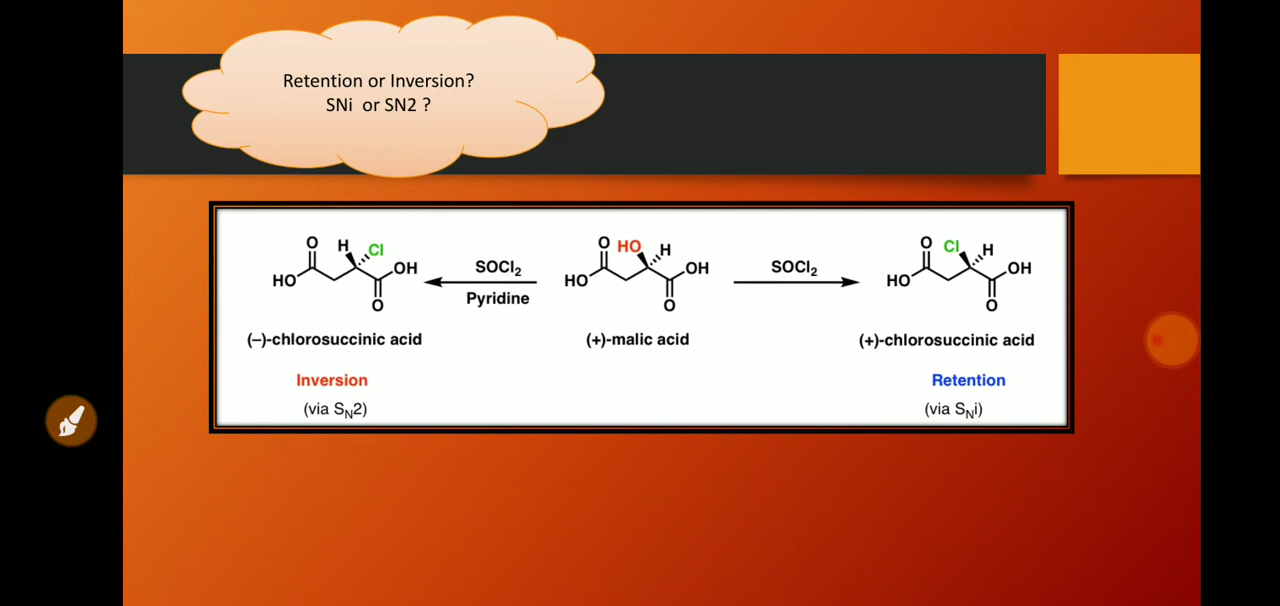 Retention or Inversion?
SNi or SN2 ?
O H Cl
HO OH
O
(−)-chlorosuccinic acid
Inversion
(via SN2)
SOCl2
Pyridine
O HO H
HO OH
O
(+)-malic acid
SOCl2
O Cl H
HO OH
O
(+)-chlorosuccinic acid
Retention
(via SNi)